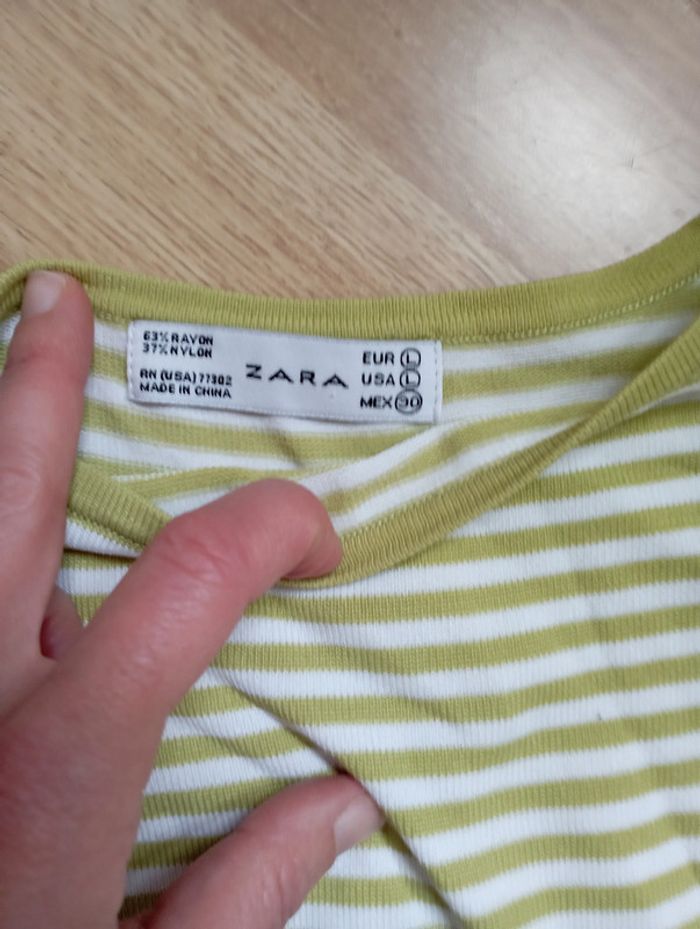 63% RAYON
37% NYLON
RN (USA) 77302
MADE IN CHINA
ZARA
EUR L
USA L
MEX 30